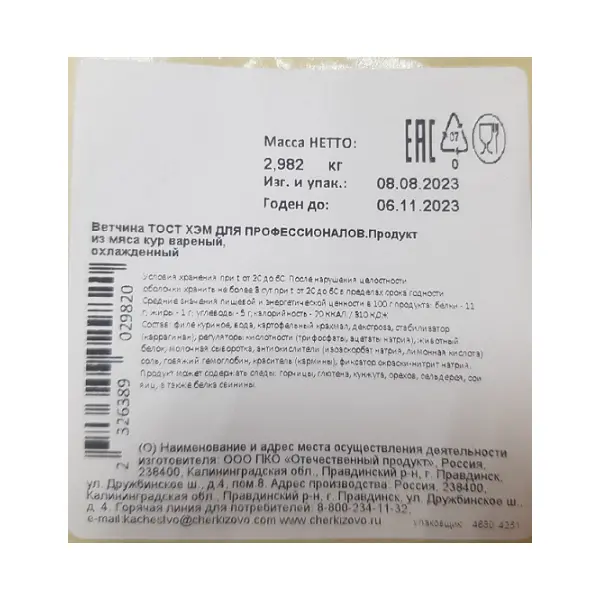 ЕАС
07
Масса НЕТТО:
2,982 кг
0
Изг. и упак.: 08.08.2023
Годен до: 06.11.2023
Ветчина ТОСТ ХЭМ ДЛЯ ПРОФЕССИОНАЛОВ.Продукт
из мяса кур вареный,
охлажденный
Условия хранения при t от 2С до 6С. После нарушения целостности
оболочки хранить не более 3 сут при t от 2С до 6С в пределах срока годности
Средние значения пищевой и энергетической ценности в 100 г продукта: белки - 11
г; жиры - 1 г; углеводы - 5 г; калорийность - 70 ККАЛ / 310 КДЖ
Состав: филе куриное, вода, картофельный крахмал, декстроза, стабилизатор
(каррагинан), регуляторы кислотности (трифосфаты, ацетаты натрия), животный
белок, молочная сыворотка, антиокислители (изоаскорбат натрия, лимонная кислота)
соль, говяжий гемоглобин, краситель (кармины), фиксатор окраски-нитрит натрия.
Продукт может содержать следы: горчицы, глютена, кунжута, орехов, сельдерея, сои
яиц, а также белка свинины.
2 326389 029820
(О) Наименование и адрес места осуществления деятельности
изготовителя: ООО ПКО «Отечественный продукт», Россия,
238400, Калининградская обл., Правдинский р-н, г. Правдинск,
ул. Дружбинское ш., д.4, пом.8. Адрес производства: Россия, 238400,
Калининградская обл., Правдинский р-н, г. Правдинск, ул. Дружбинское ш.,
д. 4. Горячая линия для потребителей: 8-800-234-11-32,
e-mail:kachestvo@cherkizovo.com www.cherkizovo.ru
упаковщик: 4680-4251